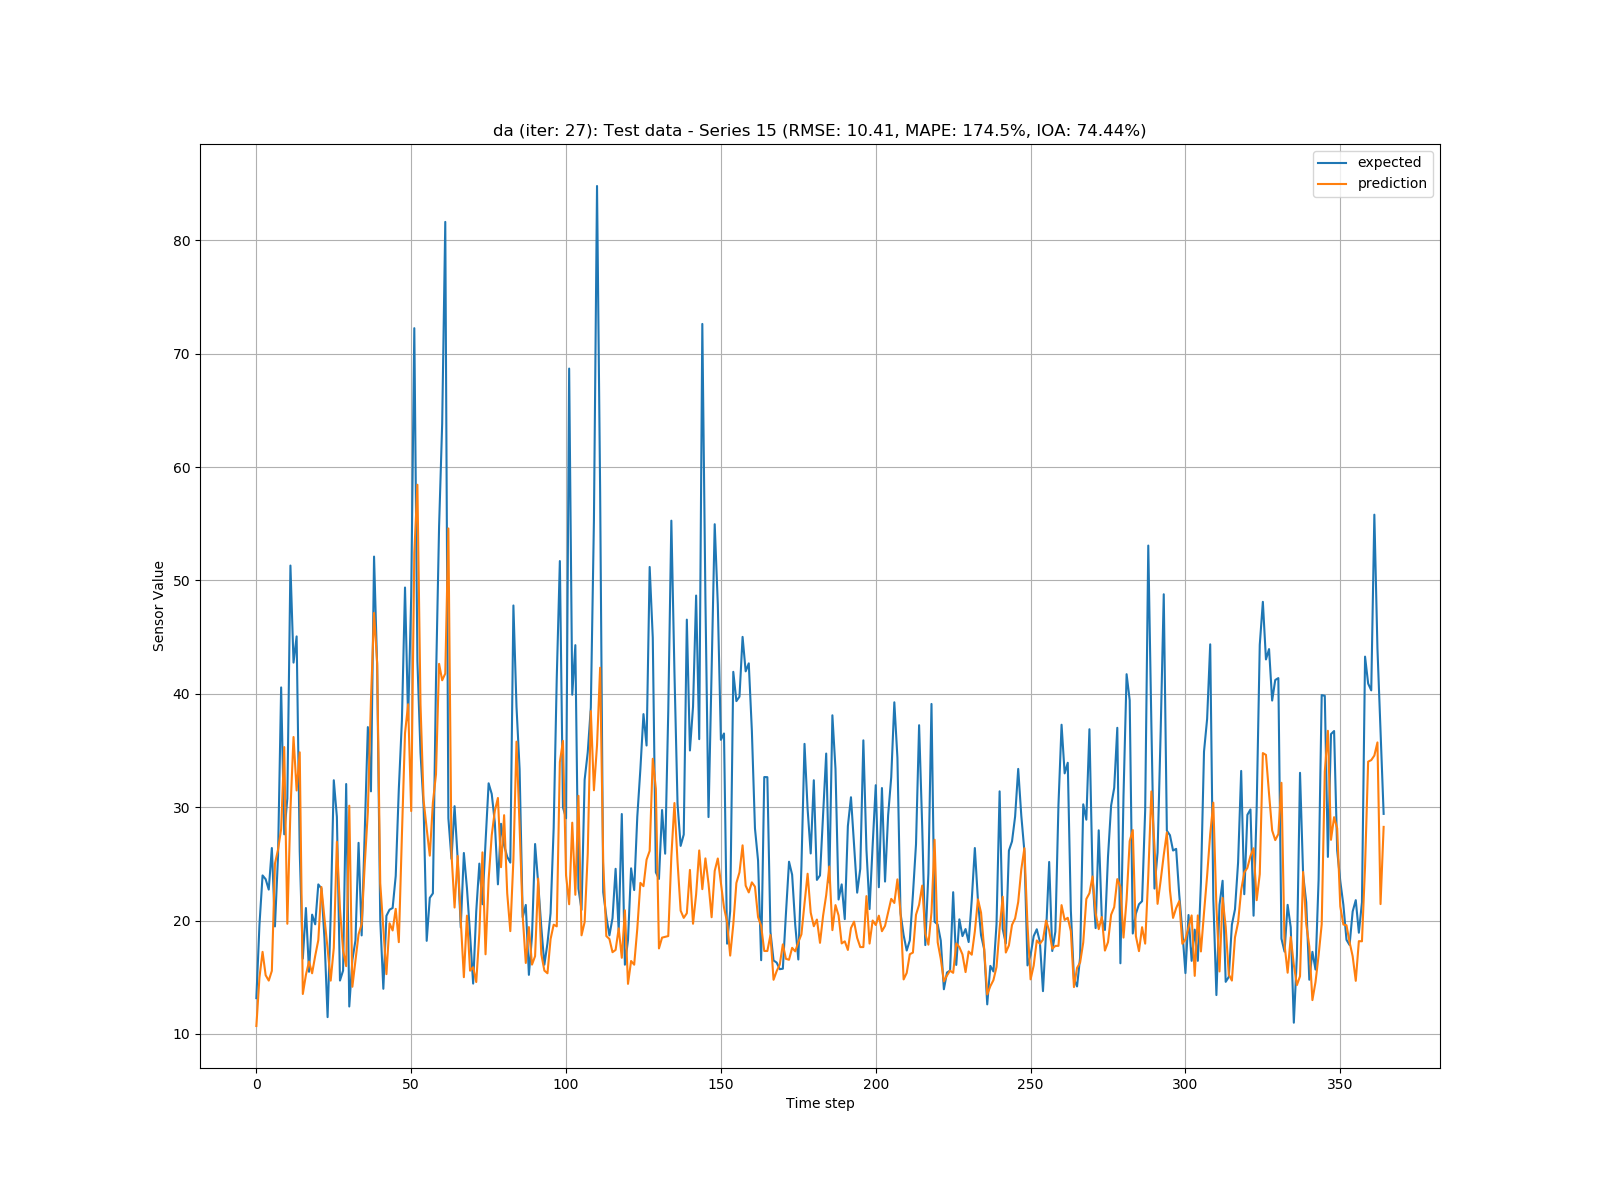 da (iter: 27): Test data - Series 15 (RMSE: 10.41, MAPE: 174.5%, IOA: 74.44%)
expected
prediction
80
70
60
50
40
30
20
10
Sensor Value
0 50 100 150 200 250 300 350
Time step